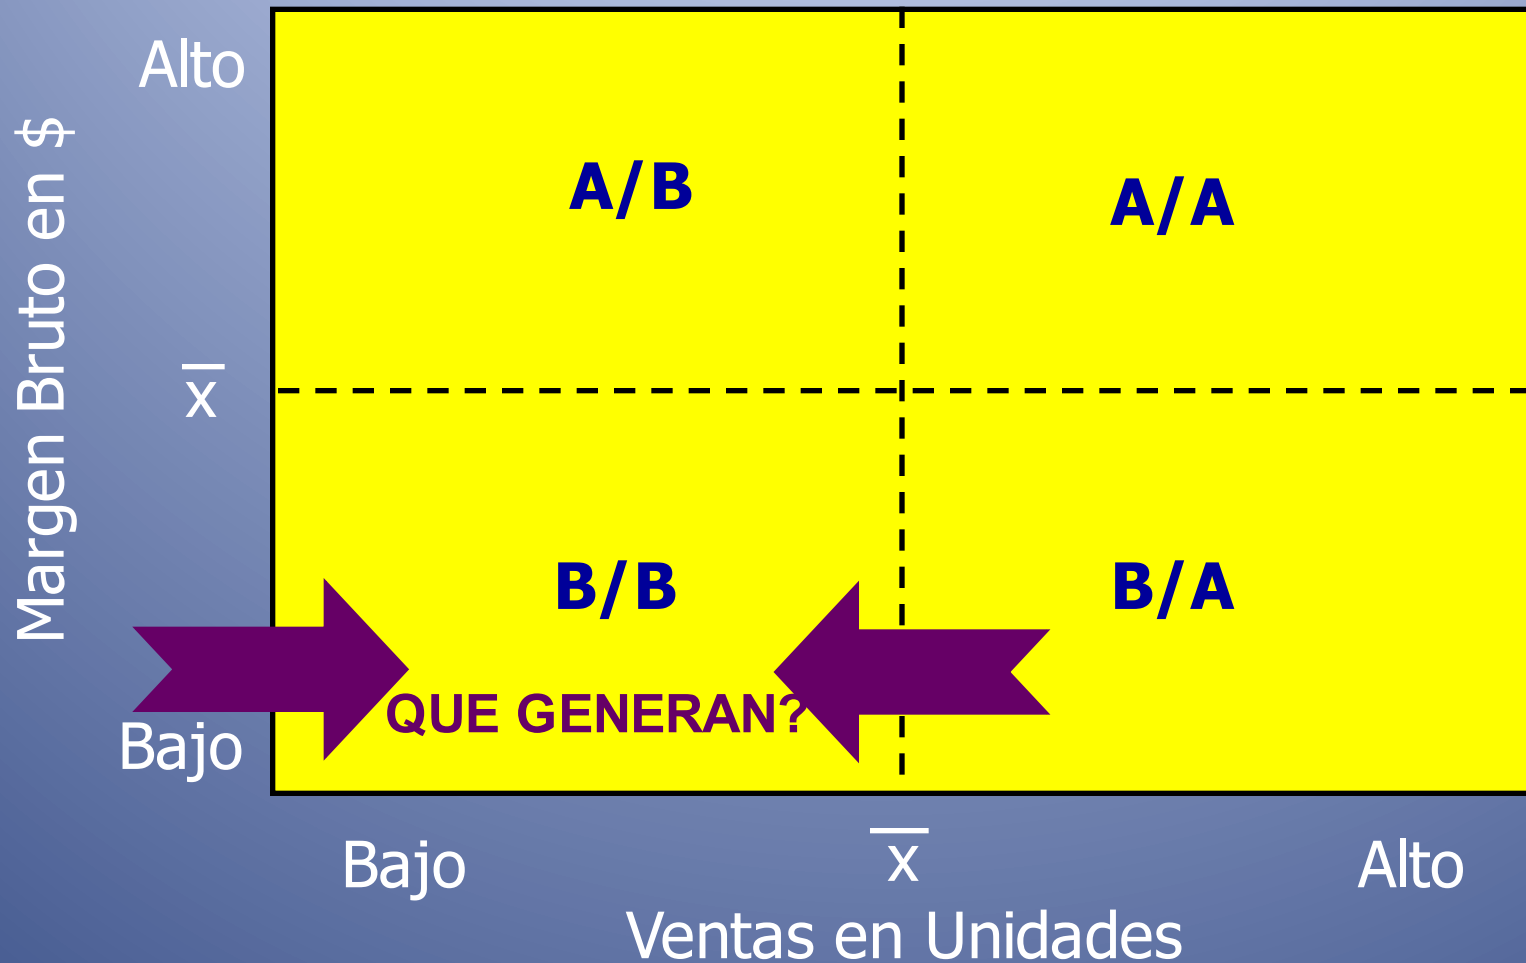 Alto
Margen Bruto en $
A/B
A/A
x
B/B
B/A
QUE GENERAN?
Bajo
Bajo
x
Alto
Ventas en Unidades